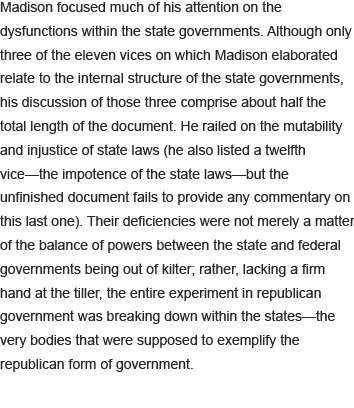 Madison focused much of his attention on the
dysfunctions within the state governments. Although only
three of the eleven vices on which Madison elaborated
relate to the internal structure of the state governments,
his discussion of those three comprise about half the
total length of the document. He railed on the mutability
and injustice of state laws (he also listed a twelfth
vice—the impotence of the state laws—but the
unfinished document fails to provide any commentary on
this last one). Their deficiencies were not merely a matter
of the balance of powers between the state and federal
governments being out of kilter; rather, lacking a firm
hand at the tiller, the entire experiment in republican
government was breaking down within the states—the
very bodies that were supposed to exemplify the
republican form of government.